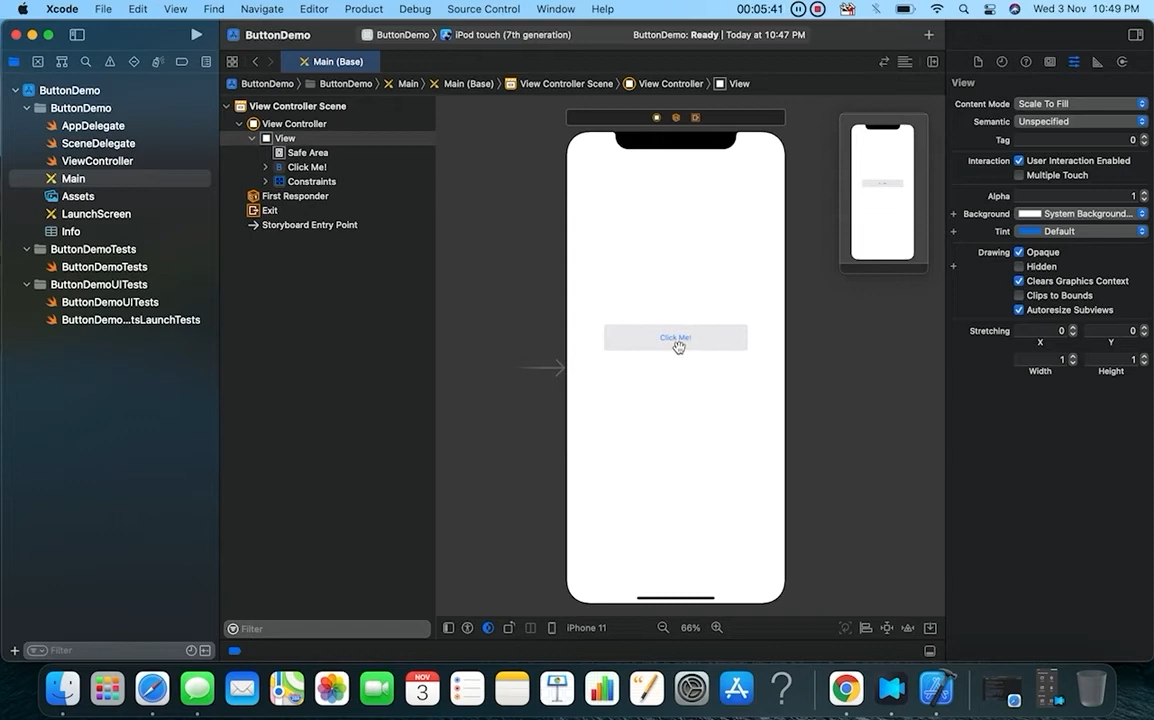 Xcode File Edit View Find Navigate Editor Product Debug Source Control Window Help 00:05:41 Wed 3 Nov 10:49 PM
ButtonDemo ButtonDemo iPod touch (7th generation) ButtonDemo: Ready | Today at 10:47 PM
Main (Base)
ButtonDemo ButtonDemo Main Main (Base) View Controller Scene View Controller View
ButtonDemo
ButtonDemo
AppDelegate
SceneDelegate
ViewController
Main
Assets
LaunchScreen
Info
ButtonDemoTests
ButtonDemoTests
ButtonDemoUITests
ButtonDemoUITests
ButtonDemo...tsLaunchTests
Filter
View Controller Scene
View Controller
View
Safe Area
Click Me!
Constraints
First Responder
Exit
Storyboard Entry Point
Filter
Click Me!
iPhone 11 66%
View
Content Mode Scale To Fill
Semantic Unspecified
Tag 0
Interaction User Interaction Enabled
Multiple Touch
Alpha 1
Background System Background...
Tint Default
Drawing Opaque
Hidden
Clears Graphics Context
Clips to Bounds
Autoresize Subviews
Stretching 0 0
X Y
1 1
Width Height
NOV
3